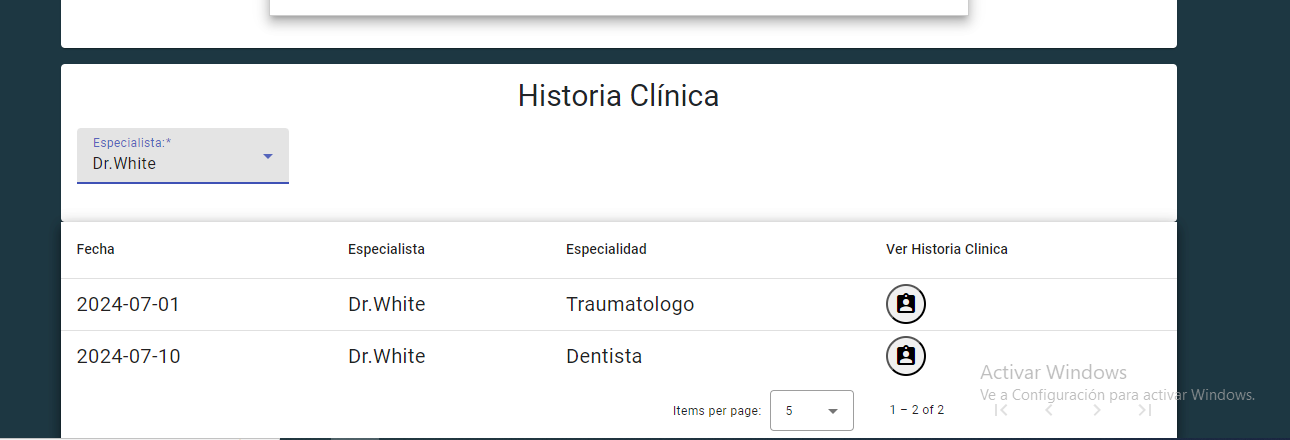 Historia Clínica
Especialista:*
Dr.White
Fecha Especialista Especialidad Ver Historia Clinica
2024-07-01 Dr.White Traumatologo
2024-07-10 Dr.White Dentista
Activar Windows
Ve a Configuración para activar Windows.
Items per page: 5 1 – 2 of 2